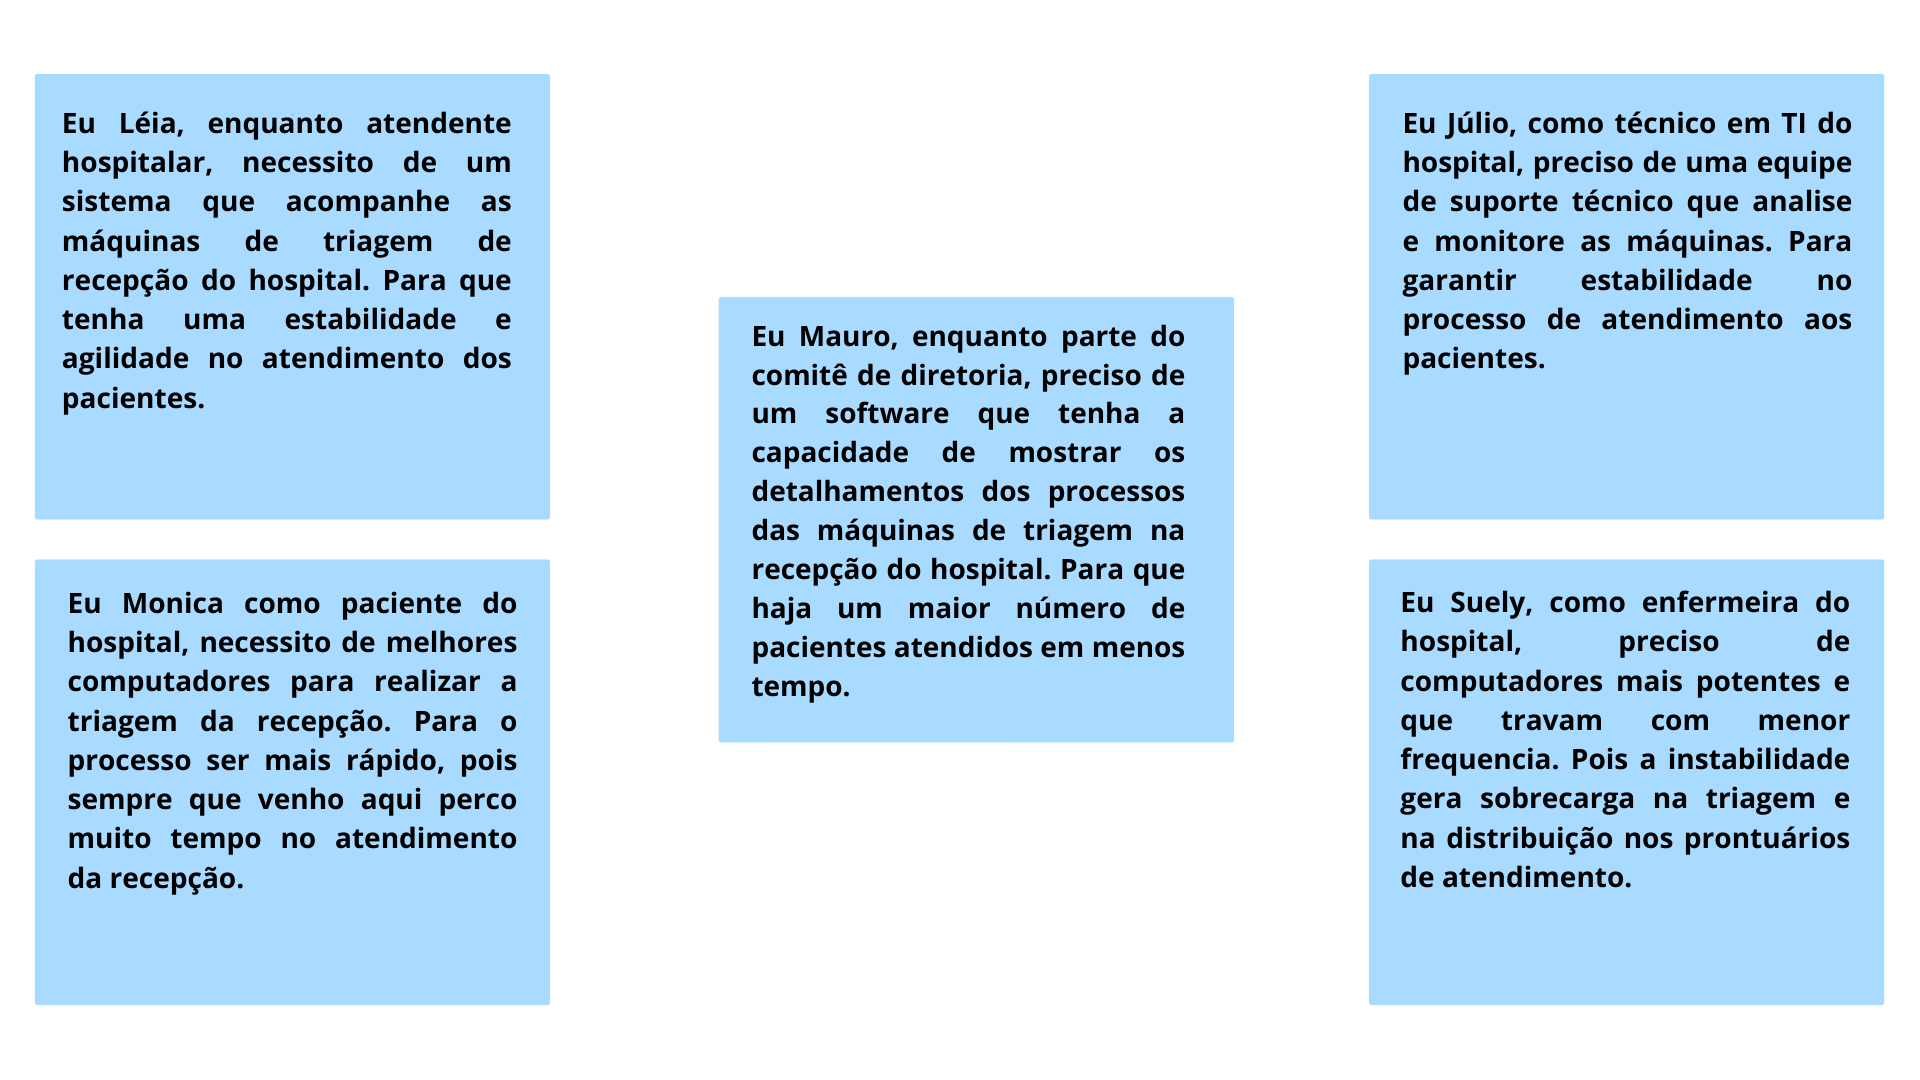 Eu Léia, enquanto atendente
hospitalar, necessito de um
sistema que acompanhe as
máquinas de triagem de
recepção do hospital. Para que
tenha uma estabilidade e
agilidade no atendimento dos
pacientes.
Eu Monica como paciente do
hospital, necessito de melhores
computadores para realizar a
triagem da recepção. Para o
processo ser mais rápido, pois
sempre que venho aqui perco
muito tempo no atendimento
da recepção.
Eu Mauro, enquanto parte do
comitê de diretoria, preciso de
um software que tenha a
capacidade de mostrar os
detalhamentos dos processos
das máquinas de triagem na
recepção do hospital. Para que
haja um maior número de
pacientes atendidos em menos
tempo.
Eu Júlio, como técnico em TI do
hospital, preciso de uma equipe
de suporte técnico que analise
e monitore as máquinas. Para
garantir estabilidade no
processo de atendimento aos
pacientes.
Eu Suely, como enfermeira do
hospital, preciso de
computadores mais potentes e
que travam com menor
frequencia. Pois a instabilidade
gera sobrecarga na triagem e
na distribuição nos prontuários
de atendimento.